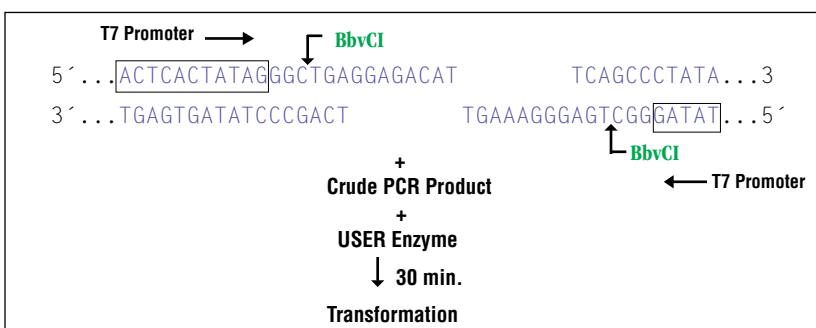 T7 Promoter
BbvCI
5´...ACTCACTATAGGGCTGAGGAGACAT TCAGCCCTATA...3
3´...TGAGTGATATCCCGACT TGAAAGGGAGTCGGGATAT...5´
BbvCI
T7 Promoter
+
Crude PCR Product
+
USER Enzyme
30 min.
Transformation